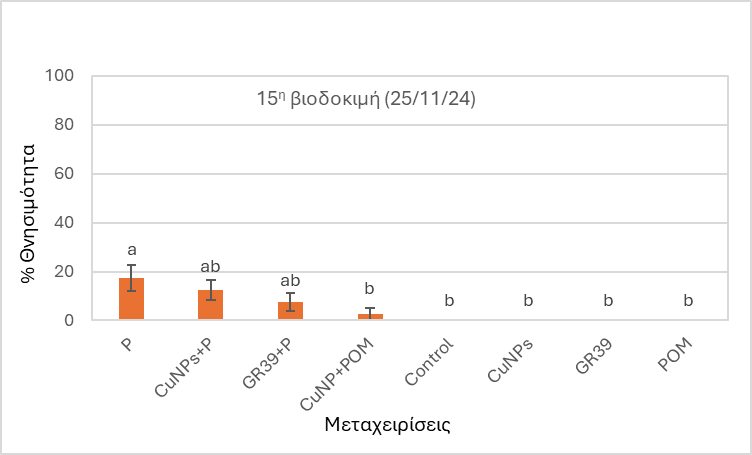 15η βιοδοκιμή (25/11/24)
% Θνησιμότητα
100
80
60
40
20
0
a
ab
ab
b
b
b
b
b
P
CuNPs+P
GR39+P
CuNP+POM
Control
CuNPs
GR39
POM
Μεταχειρίσεις